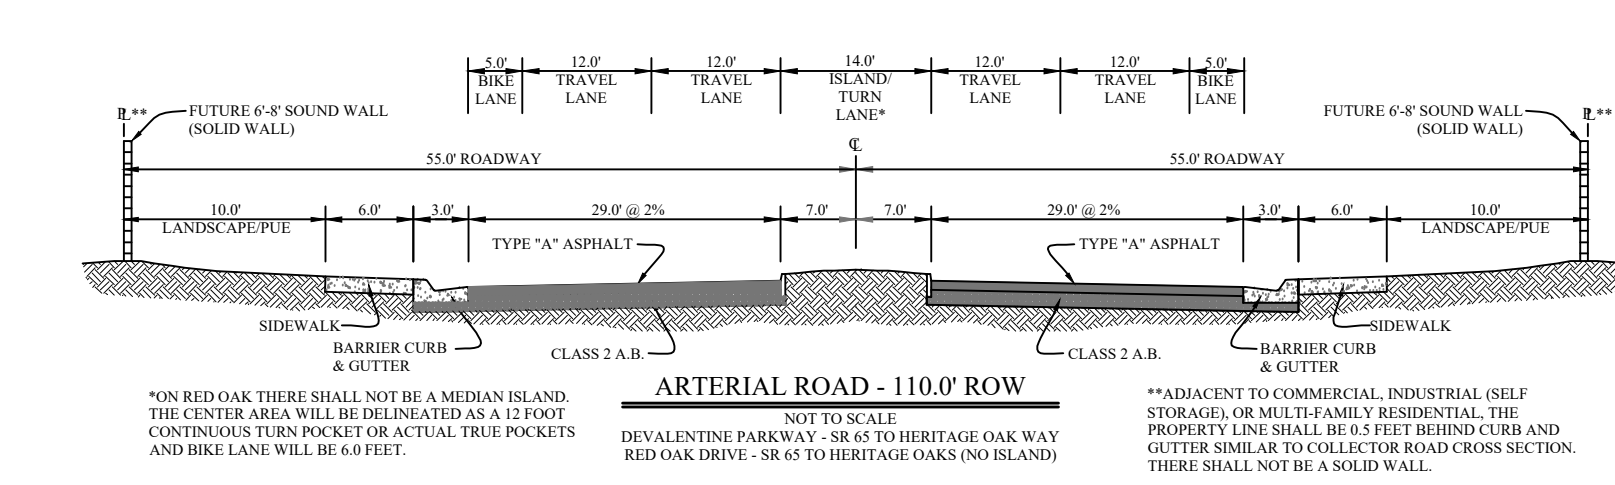 5.0' 12.0' 12.0' 14.0' 12.0' 12.0' 5.0'
BIKE LANE
TRAVEL LANE
TRAVEL LANE
ISLAND/
TURN
LANE*
TRAVEL LANE
TRAVEL LANE
BIKE LANE
PL**
FUTURE 6'-8' SOUND WALL
(SOLID WALL)
FUTURE 6'-8' SOUND WALL
(SOLID WALL)
PL**
CL
55.0' ROADWAY
55.0' ROADWAY
10.0' 6.0' 3.0' 29.0' @ 2% 7.0' 7.0' 29.0' @ 2% 3.0' 6.0' 10.0'
LANDSCAPE/PUE
LANDSCAPE/PUE
TYPE "A" ASPHALT
TYPE "A" ASPHALT
SIDEWALK
SIDEWALK
BARRIER CURB
& GUTTER
CLASS 2 A.B.
CLASS 2 A.B.
BARRIER CURB
& GUTTER
ARTERIAL ROAD - 110.0' ROW
NOT TO SCALE
DEVALENTINE PARKWAY - SR 65 TO HERITAGE OAK WAY
RED OAK DRIVE - SR 65 TO HERITAGE OAKS (NO ISLAND)
*ON RED OAK THERE SHALL NOT BE A MEDIAN ISLAND.
THE CENTER AREA WILL BE DELINEATED AS A 12 FOOT
CONTINUOUS TURN POCKET OR ACTUAL TRUE POCKETS
AND BIKE LANE WILL BE 6.0 FEET.
**ADJACENT TO COMMERCIAL, INDUSTRIAL (SELF
STORAGE), OR MULTI-FAMILY RESIDENTIAL, THE
PROPERTY LINE SHALL BE 0.5 FEET BEHIND CURB AND
GUTTER SIMILAR TO COLLECTOR ROAD CROSS SECTION.
THERE SHALL NOT BE A SOLID WALL.